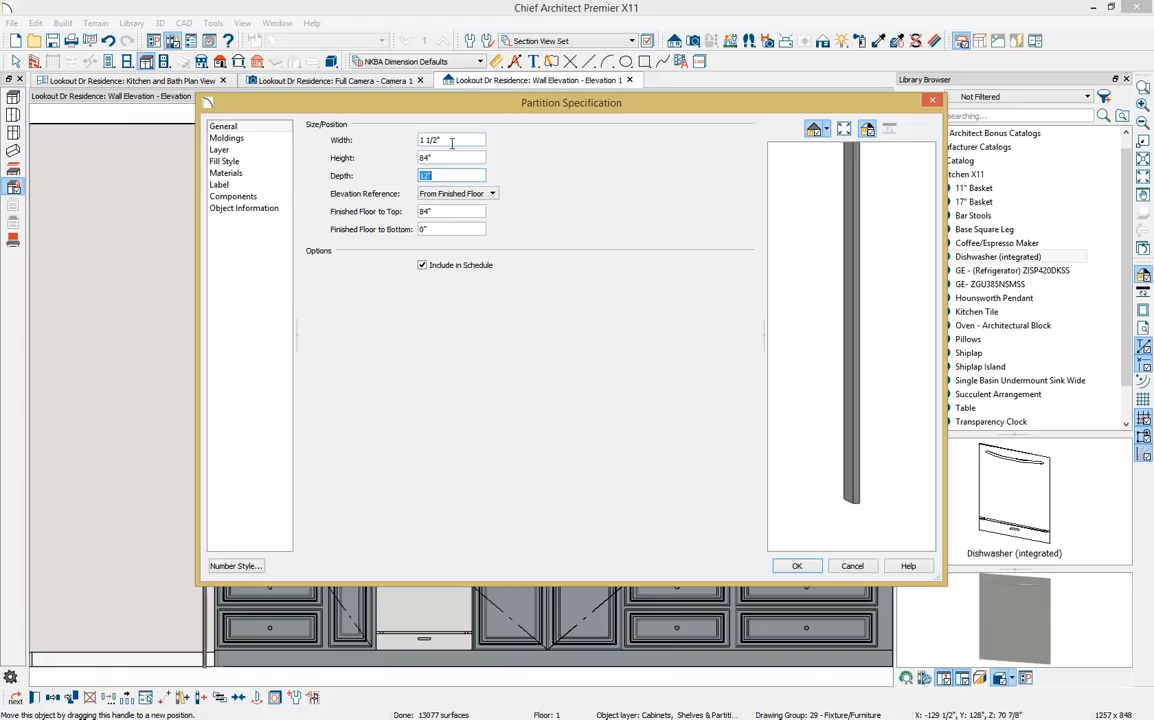 Chief Architect Premier X11
File Edit Build Terrain Library 3D CAD Tools View Window Help
Section View Set
NKBA Dimension Defaults
Lookout Dr Residence: Kitchen and Bath Plan View
Lookout Dr Residence: Full Camera - Camera 1
Lookout Dr Residence: Wall Elevation - Elevation 1
Library Browser
Lookout Dr Residence: Wall Elevation - Elevation 1
Not Filtered
Partition Specification
searching...
General
Moldings
Layer
Fill Style
Materials
Label
Components
Object Information
Size/Position
Width: 1 1/2"
Height: 84"
Depth: 12"
Elevation Reference: From Finished Floor
Finished Floor to Top: 84"
Finished Floor to Bottom: 0"
Options
Include in Schedule
Architect Bonus Catalogs
facturer Catalogs
Catalog
tchen X11
11" Basket
17" Basket
Bar Stools
Base Square Leg
Coffee/Espresso Maker
Dishwasher (integrated)
GE - (Refrigerator) ZISP420DKSS
GE- ZGU385NSMSS
Hounsworth Pendant
Kitchen Tile
Oven - Architectural Block
Pillows
Shiplap
Shiplap Island
Single Basin Undermount Sink Wide
Succulent Arrangement
Table
Transparency Clock
Dishwasher (integrated)
Number Style...
OK
Cancel
Help
next
Move this object by dragging this handle to a new position.
Done: 13077 surfaces
Floor: 1
Object layer: Cabinets, Shelves & Partiti...
Drawing Group: 29 - Fixture/Furniture
X: -129 1/2", Y: 128", Z: 70 7/8"
1257 x 848